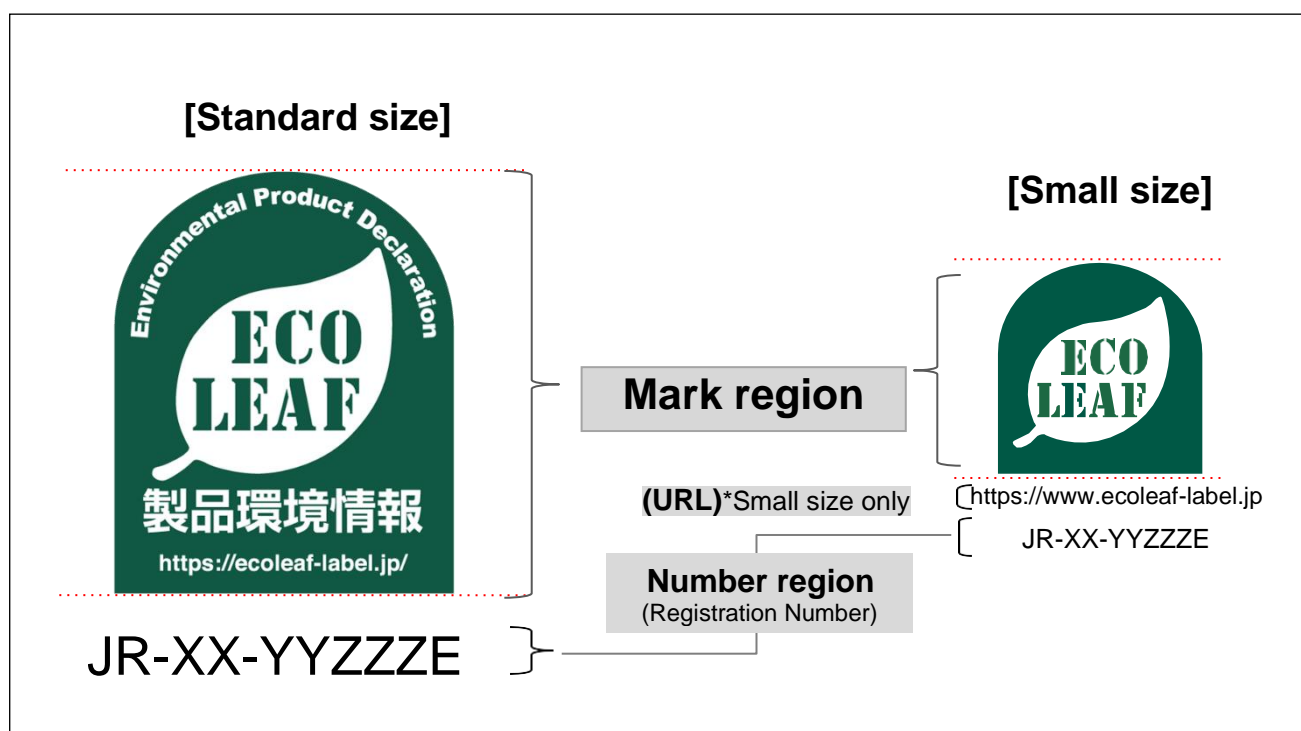 [Standard size]
Environmental Product Declaration
ECO
LEAF
製品環境情報
https://ecoleaf-label.jp/
JR-XX-YYZZZE
Mark region
(URL)*Small size only
Number region
(Registration Number)
[Small size]
ECO
LEAF
https://www.ecoleaf-label.jp
JR-XX-YYZZZE